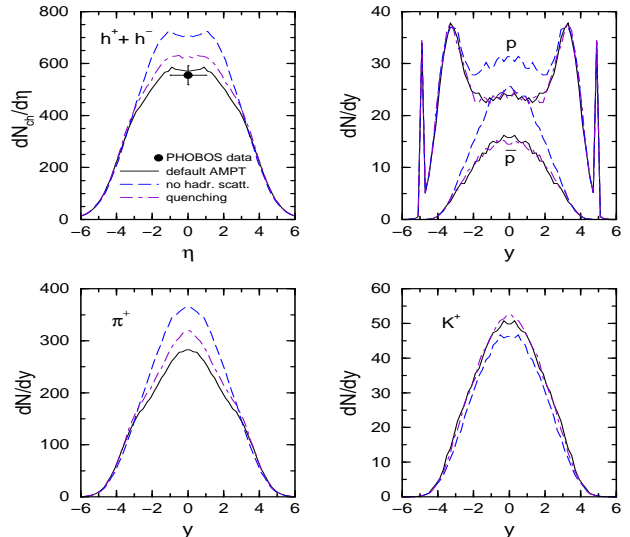 800
600
400
200
0
dN_ch/dη
h⁺ + h⁻
PHOBOS data
default AMPT
no hadr. scatt.
quenching
−6 −4 −2 0 2 4 6
η
40
30
20
10
0
dN/dy
p
p̄
−6 −4 −2 0 2 4 6
y
400
300
200
100
0
dN/dy
π⁺
−6 −4 −2 0 2 4 6
y
60
50
40
30
20
10
0
dN/dy
K⁺
−6 −4 −2 0 2 4 6
y